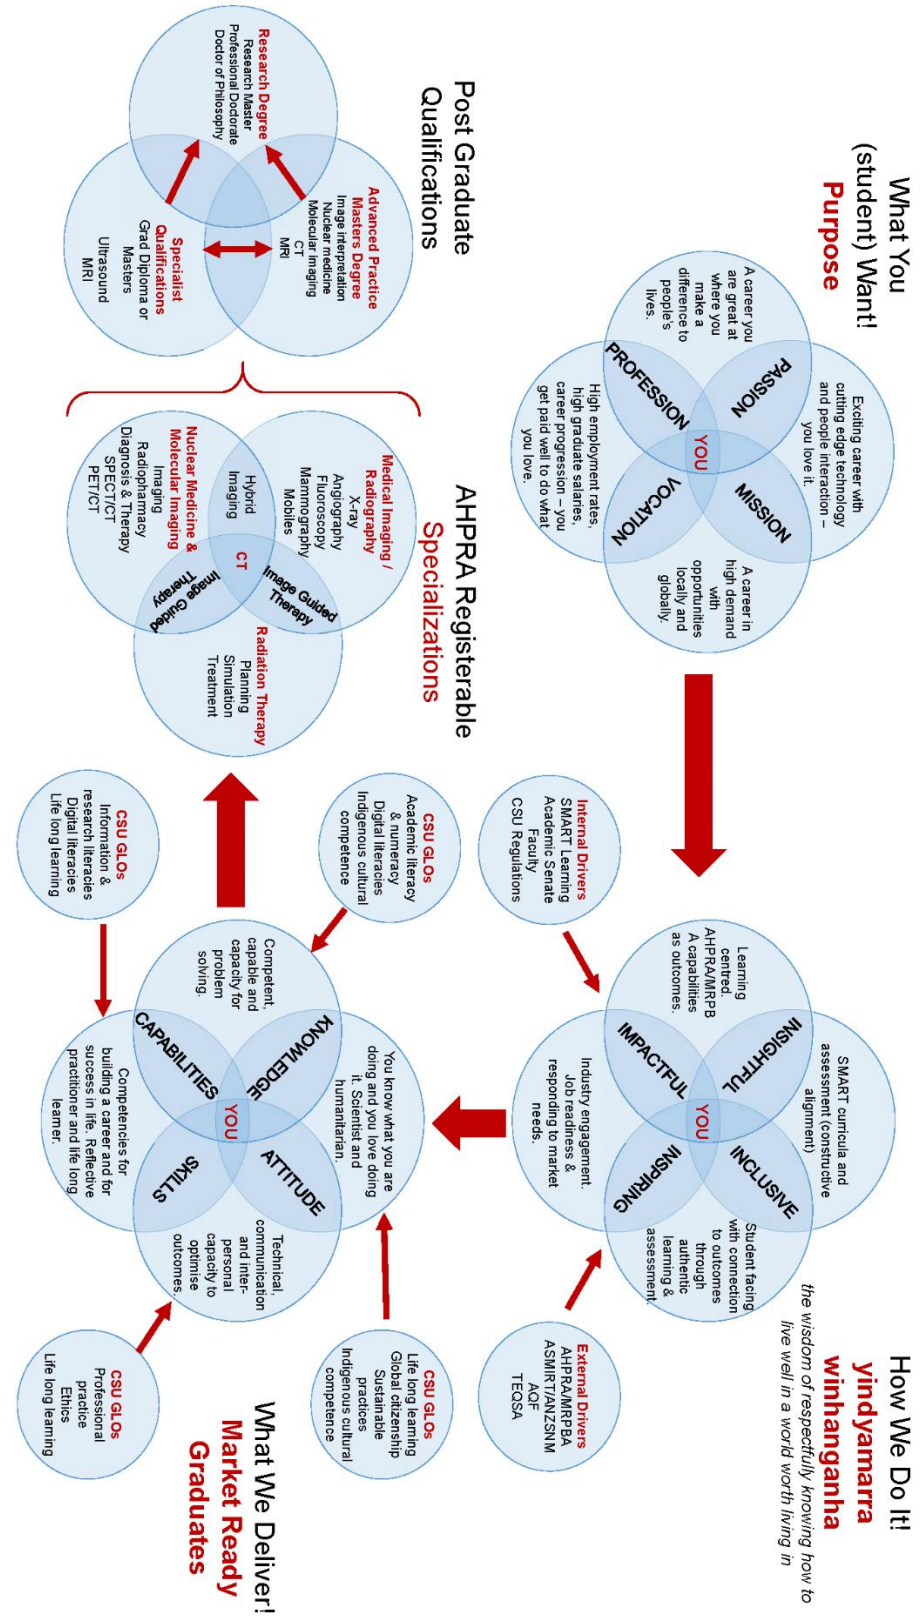 What You
(student) Want!
Purpose
Exciting career with
cutting edge technology
and people interaction –
you love it.
A career you
are great at
where you
make a
difference to
people's
lives.
PASSION
MISSION
YOU
PROFESSION
VOCATION
A career in
high demand
with
opportunities
locally and
globally.
High employment rates,
high graduate salaries,
career progression – you
get paid well to do what
you love.
How We Do It!
yindyamarra
winhanganha
the wisdom of respectfully knowing how to
live well in a world worth living in
SMART curricula and
assessment (constructive
alignment)
Learning
centred.
AHPRA/MRPB
A capabilities
as outcomes.
INSIGHTFUL
INCLUSIVE
YOU
IMPACTFUL
INSPIRING
Student facing
with connection
to outcomes
through
authentic
learning &
assessment.
Industry engagement.
Job readiness &
responding to market
needs.
Internal Drivers
SMART Learning
Academic Senate
Faculty
CSU Regulations
External Drivers
AHPRA/MRPBA
ASMIRT/ANZSNM
AQF
TEQSA
Post Graduate
Qualifications
Research Degree
Research Master
Professional Doctorate
Doctor of Philosophy
Advanced Practice
Masters Degree
Image interpretation
Nuclear medicine
Molecular imaging
CT
MRI
Specialist
Qualifications
Grad Diploma or
Masters
Ultrasound
MRI
AHPRA Registerable
Specializations
Medical Imaging /
Radiography
X-ray
Angiography
Fluoroscopy
Mammography
Mobiles
Hybrid
Imaging
CT
Image Guided
Therapy
Image Guided
Therapy
Nuclear Medicine &
Molecular Imaging
Imaging
Radiopharmacy
Diagnosis & Therapy
SPECT/CT
PET/CT
Radiation Therapy
Planning
Simulation
Treatment
CSU GLOs
Academic literacy
& numeracy
Digital literacies
Indigenous cultural
competence
CSU GLOs
Information &
research literacies
Digital literacies
Life long learning
You know what you are
doing and you love doing
it. Scientist and
humanitarian.
Competent,
capable and
capacity for
problem
solving.
KNOWLEDGE
ATTITUDE
YOU
CAPABILITIES
SKILLS
Technical,
communication
and inter-
personal
capacity to
optimise
outcomes.
Competencies for
building a career and for
success in life. Reflective
practitioner and life long
learner.
CSU GLOs
Life long learning
Global citizenship
Sustainable
practices
Indigenous cultural
competence
CSU GLOs
Professional
practice
Ethics
Life long learning
What We Deliver!
Market Ready
Graduates